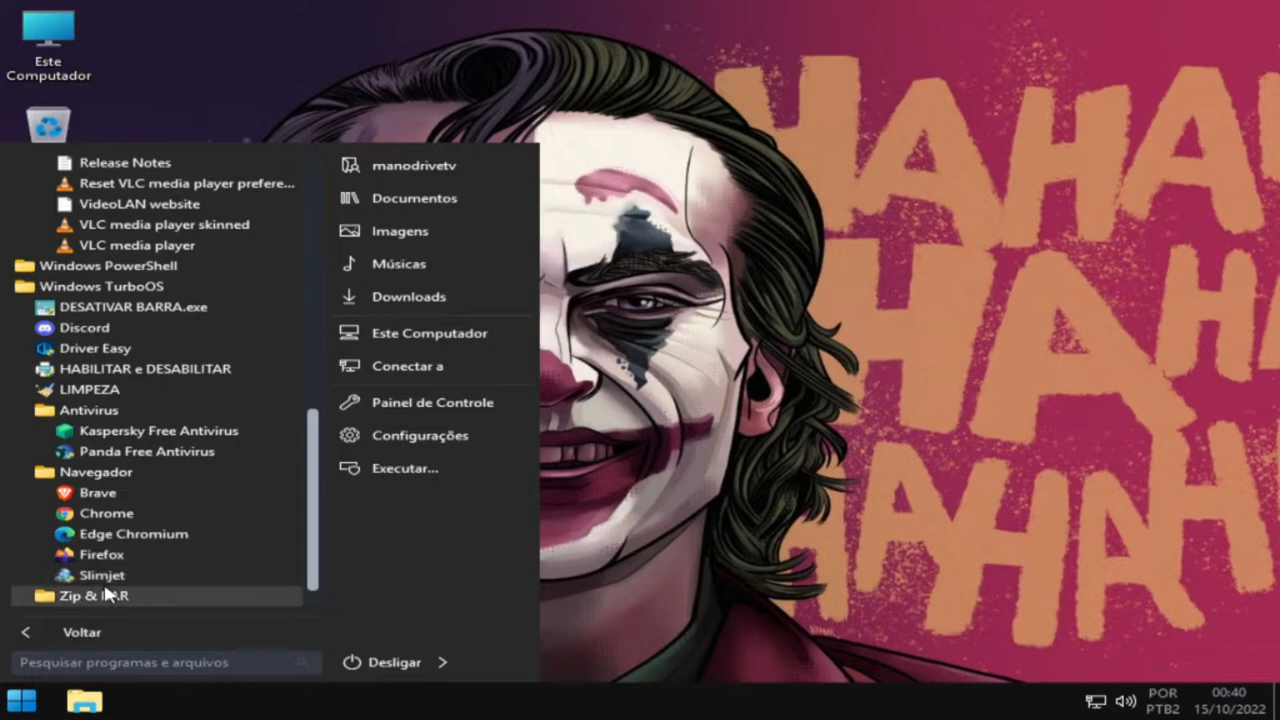 Este
Computador
Release Notes
Reset VLC media player prefere...
VideoLAN website
VLC media player skinned
VLC media player
Windows PowerShell
Windows TurboOS
DESATIVAR BARRA.exe
Discord
Driver Easy
HABILITAR e DESABILITAR
LIMPEZA
Antivirus
Kaspersky Free Antivirus
Panda Free Antivirus
Navegador
Brave
Chrome
Edge Chromium
Firefox
Slimjet
Zip &
Voltar
Pesquisar programas e arquivos
manodrivetv
Documentos
Imagens
Músicas
Downloads
Este Computador
Conectar a
Painel de Controle
Configurações
Executar...
Desligar
HAHAH
HAH
HAHAH
POR
PTB2
00:40
15/10/2022